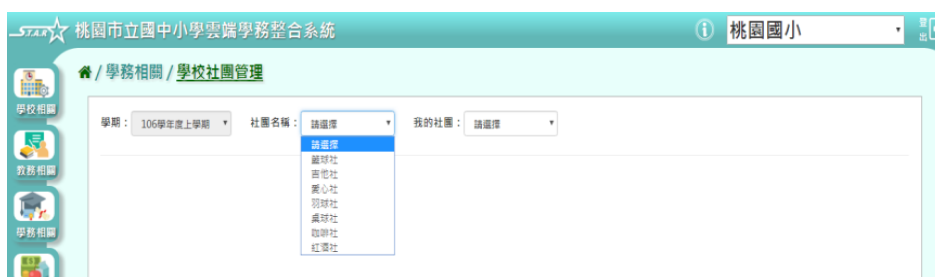 STAR 桃園市立國中小學雲端學務整合系統 桃園國小 登出
/ 學務相關 / 學校社團管理
學校相關
學期： 106學年度上學期 社團名稱： 請選擇 我的社團： 請選擇
請選擇
籃球社
吉他社
教務相關
愛心社
羽球社
桌球社
咖啡社
學務相關
紅酒社